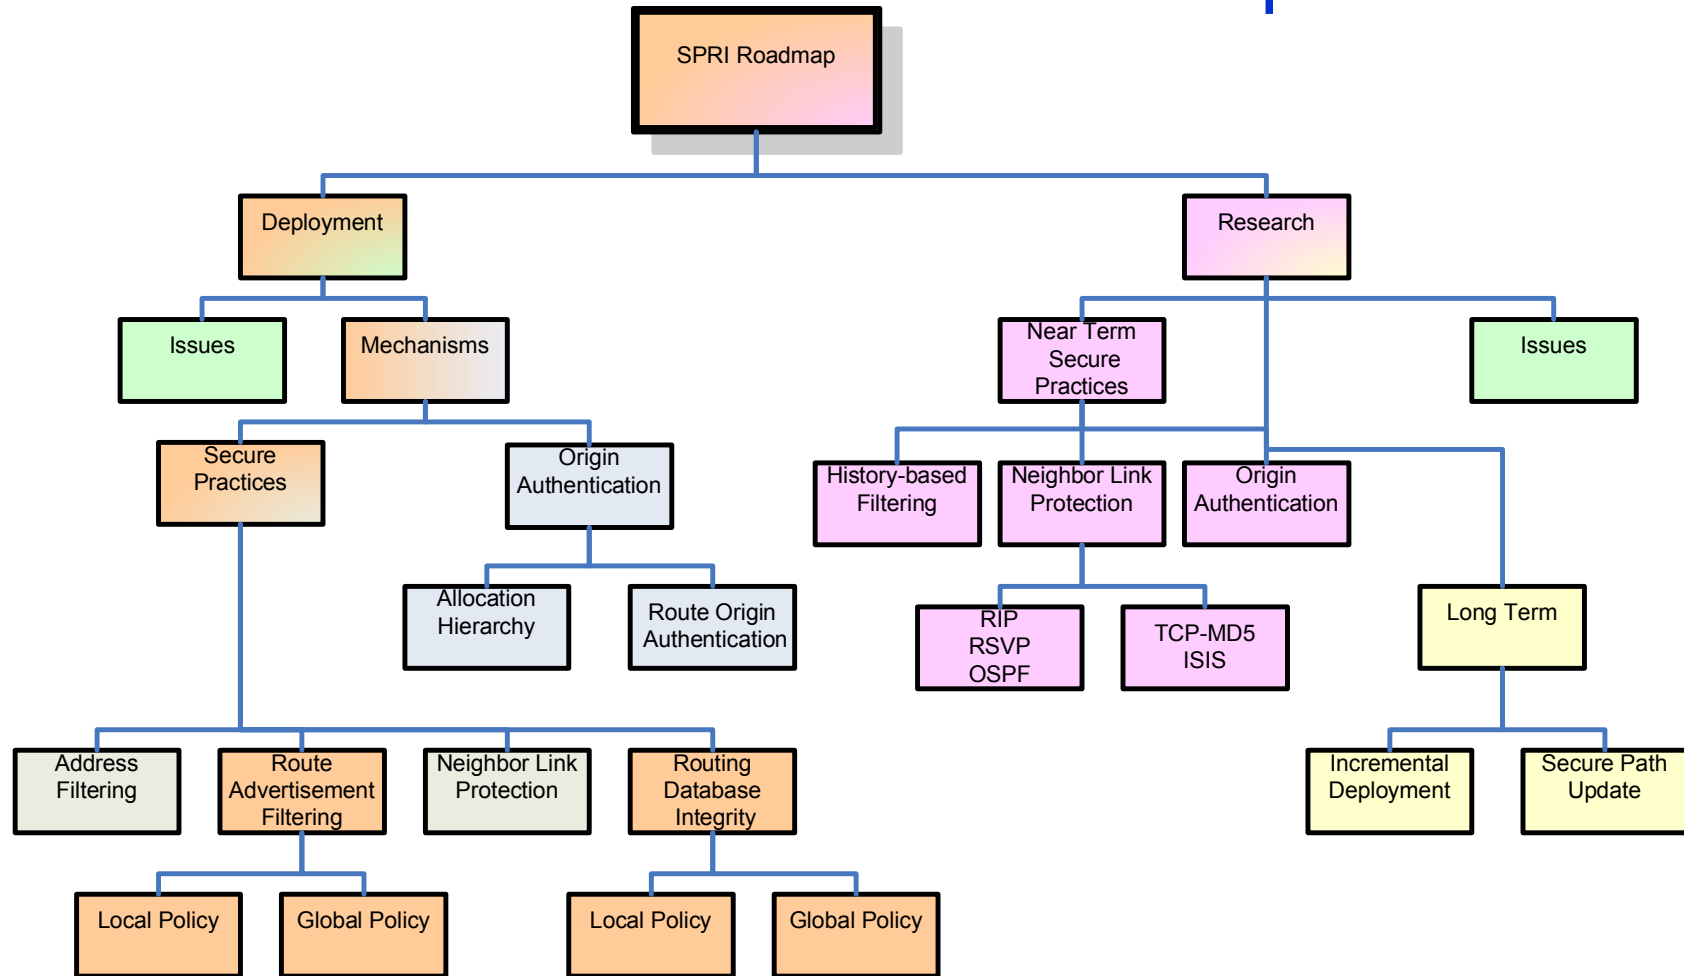 SPRI Roadmap
Deployment
Research
Issues
Mechanisms
Near Term
Secure
Practices
Issues
Secure
Practices
Origin
Authentication
History-based
Filtering
Neighbor Link
Protection
Origin
Authentication
Allocation
Hierarchy
Route Origin
Authentication
RIP
RSVP
OSPF
TCP-MD5
ISIS
Long Term
Address
Filtering
Route
Advertisement
Filtering
Neighbor Link
Protection
Routing
Database
Integrity
Incremental
Deployment
Secure Path
Update
Local Policy
Global Policy
Local Policy
Global Policy